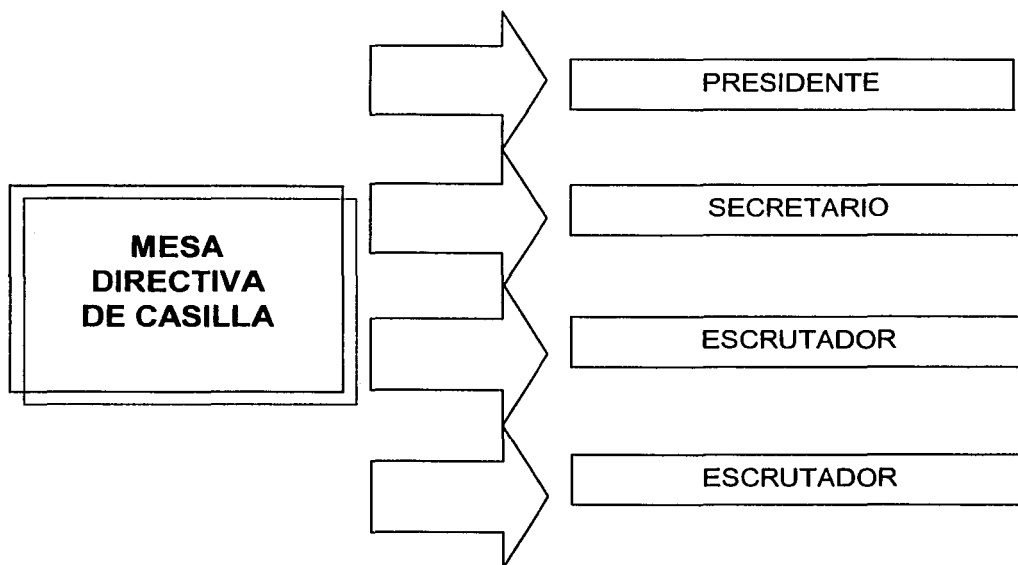 PRESIDENTE
SECRETARIO
MESA
DIRECTIVA
DE CASILLA
ESCRUTADOR
ESCRUTADOR